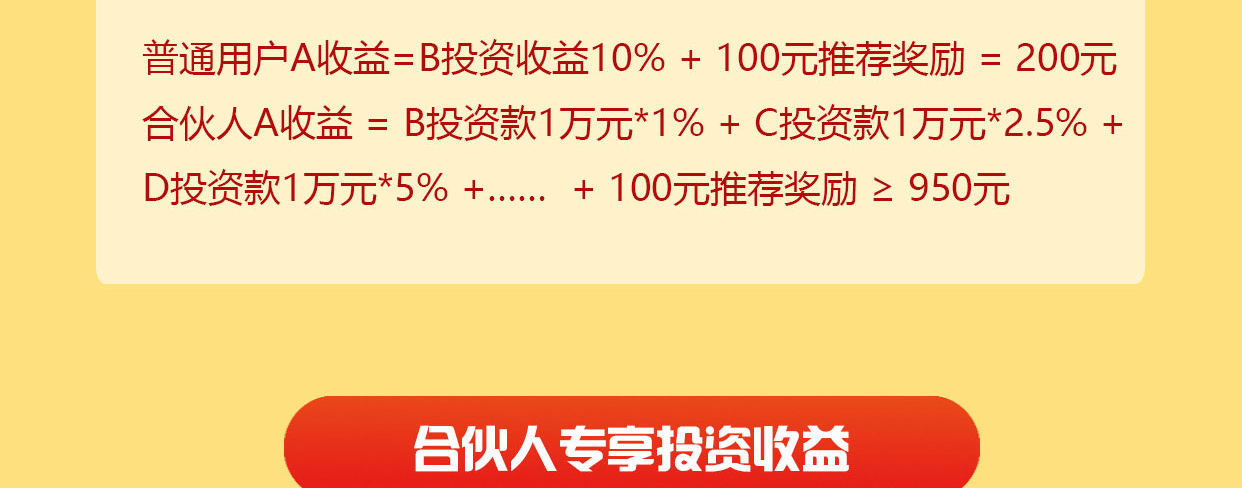 普通用户A收益=B投资收益10% + 100元推荐奖励 = 200元
合伙人A收益 = B投资款1万元*1% + C投资款1万元*2.5% +
D投资款1万元*5% +...... + 100元推荐奖励 ≥ 950元
合伙人专享投资收益